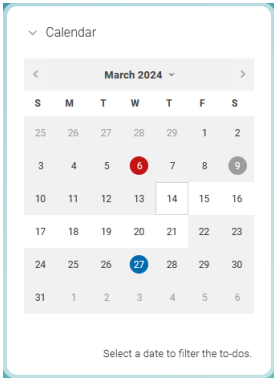 Calendar
March 2024
S M T W T F S
25 26 27 28 29 1 2
3 4 5 6 7 8 9
10 11 12 13 14 15 16
17 18 19 20 21 22 23
24 25 26 27 28 29 30
31 1 2 3 4 5 6
Select a date to filter the to-dos.